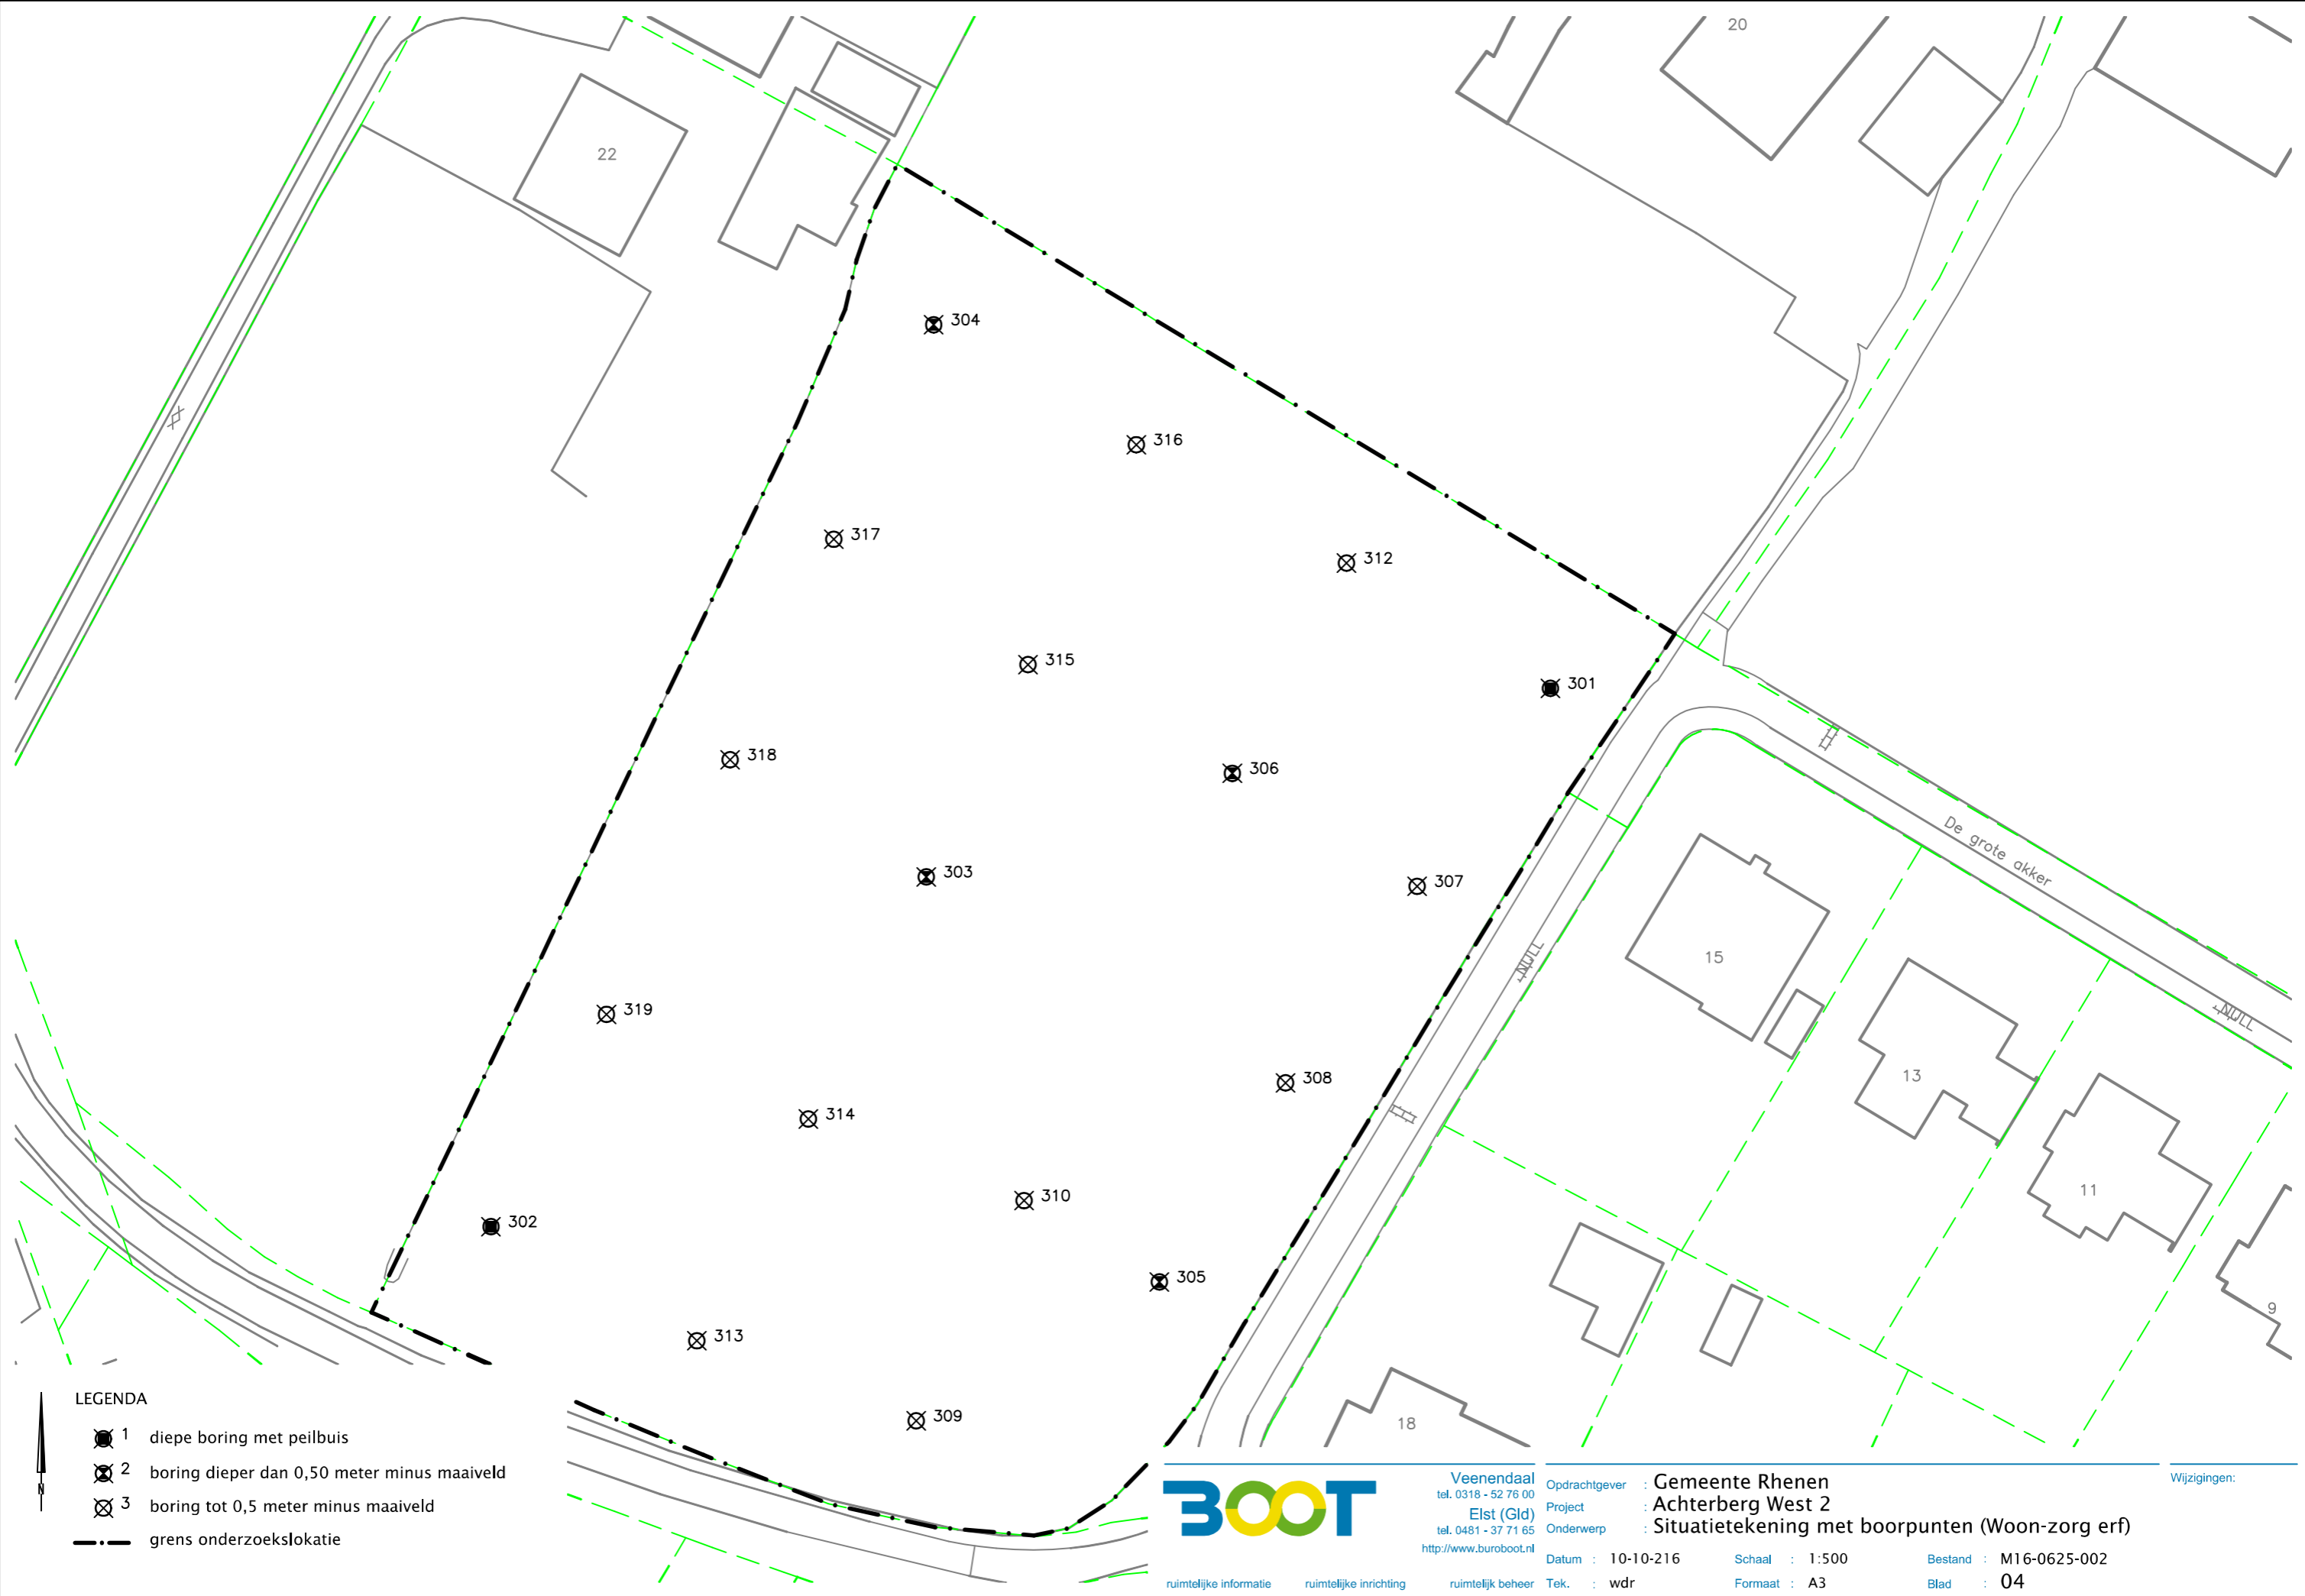 20
22
304
316
317
312
315
301
318
306
De grote akker
303
307
15
NULL
319
NULL
13
308
314
11
310
302
305
9
313
309
18
LEGENDA
1 diepe boring met peilbuis
2 boring dieper dan 0,50 meter minus maaiveld
3 boring tot 0,5 meter minus maaiveld
grens onderzoekslokatie
N
BOOT
Veenendaal
tel. 0318 - 52 76 00
Elst (Gld)
tel. 0481 - 37 71 65
http://www.buroboot.nl
ruimtelijke informatie ruimtelijke inrichting ruimtelijk beheer
Opdrachtgever : Gemeente Rhenen
Project : Achterberg West 2
Onderwerp : Situatietekening met boorpunten (Woon-zorg erf)
Datum : 10-10-216 Schaal : 1:500 Bestand : M16-0625-002
Tek. : wdr Formaat : A3 Blad : 04
Wijzigingen: